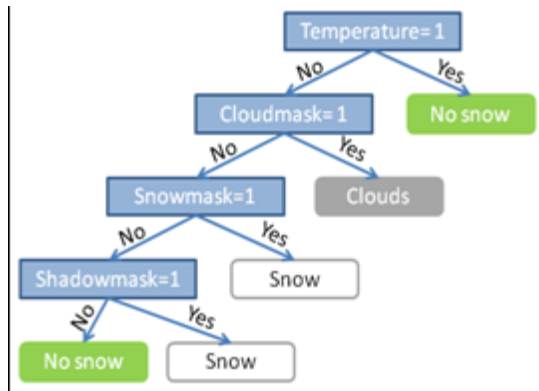 Temperature=1
No
Yes
Cloudmask=1
No snow
No
Yes
Snowmask=1
Clouds
No
Yes
Shadowmask=1
Snow
No
Yes
No snow
Snow